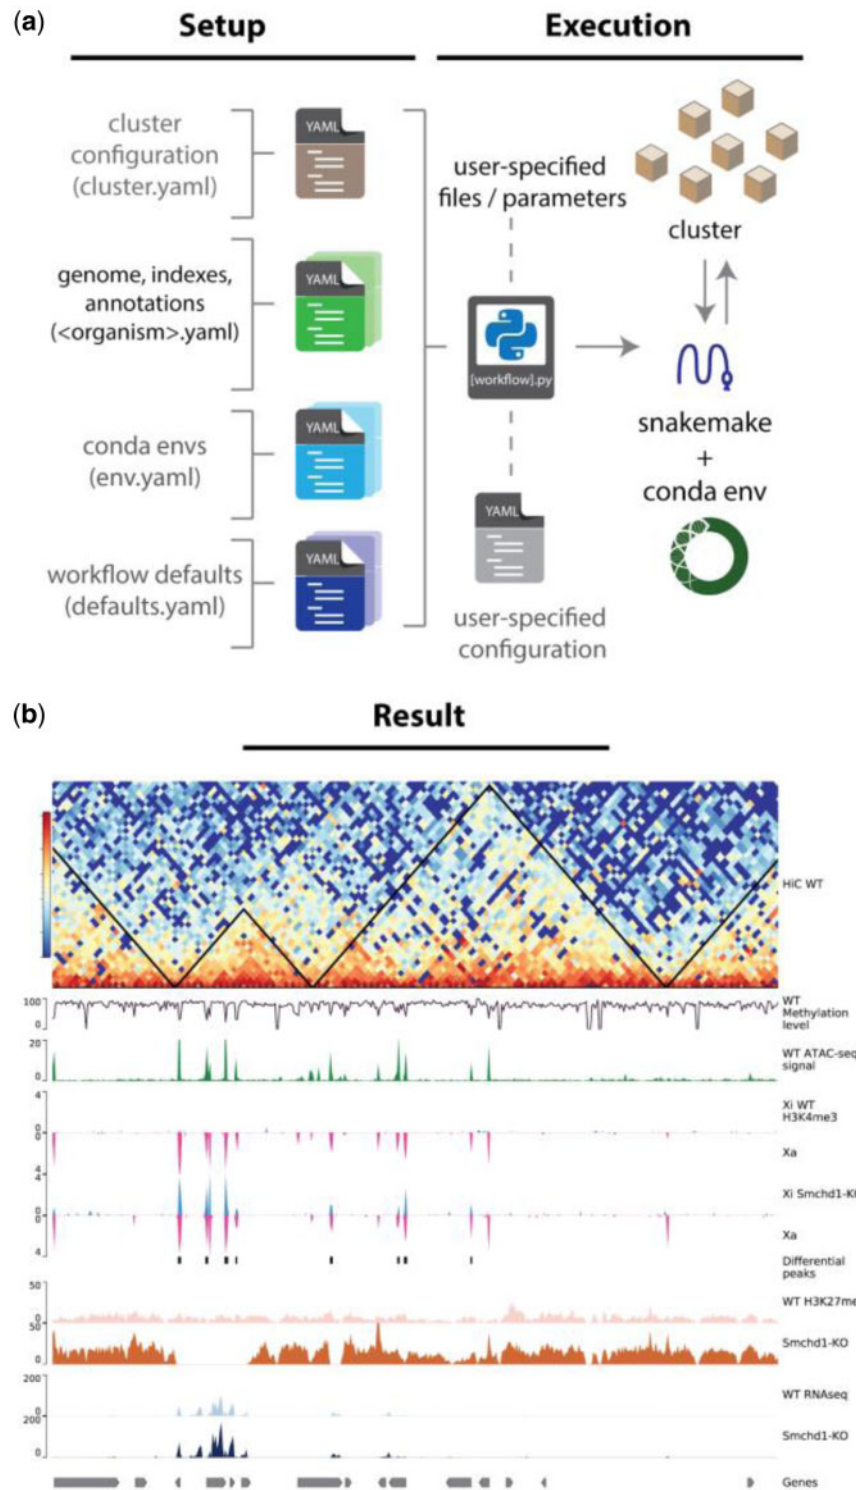 (a)
Setup
Execution
cluster
configuration
(cluster.yaml)
YAML
genome, indexes,
annotations
(<organism>.yaml)
YAML
conda envs
(env.yaml)
YAML
workflow defaults
(defaults.yaml)
YAML
user-specified
files / parameters
[workflow].py
YAML
user-specified
configuration
cluster
snakemake
+
conda env
(b)
Result
HiC WT
100
0
WT
Methylation
level
20
0
WT ATAC-seq
signal
4
0
Xi WT
H3K4me3
Xa
4
4
0
Xi Smchd1-K
Xa
4
Differential
peaks
50
0
WT H3K27me
50
0
Smchd1-KO
200
0
WT RNAseq
200
0
Smchd1-KO
Genes